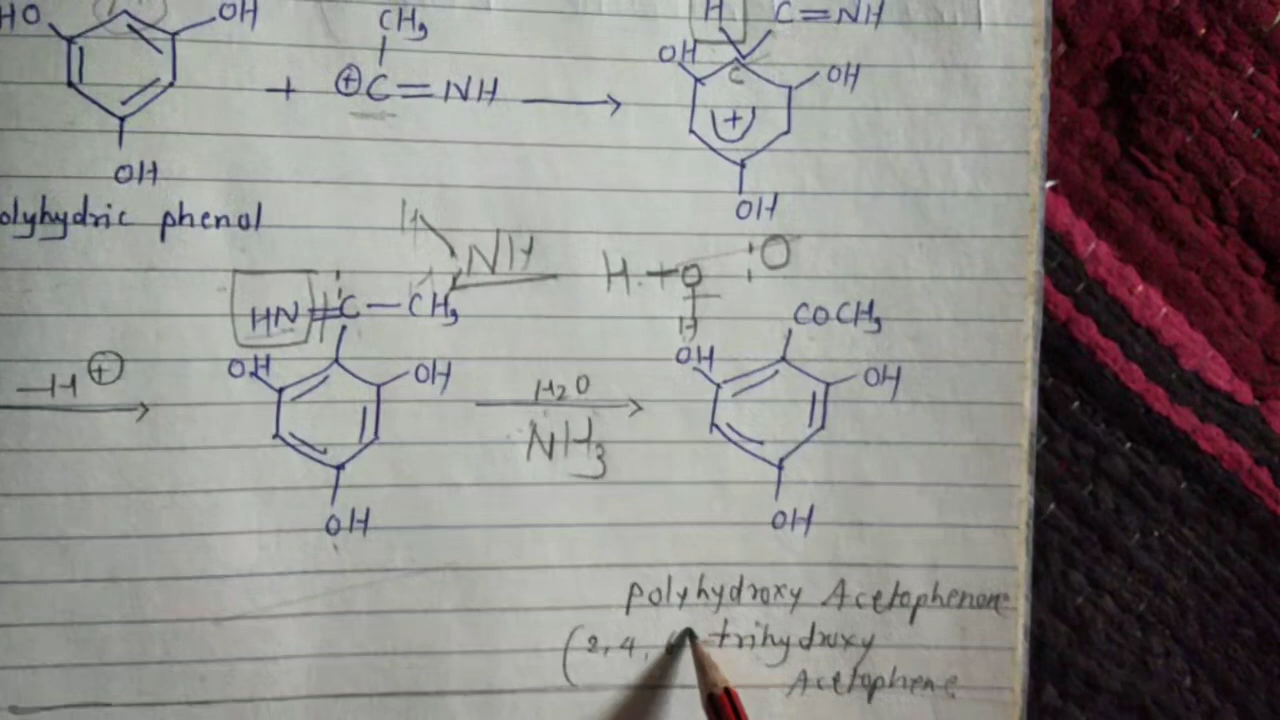 HO OH CH3 H C=NH
OH OH
+ ⊕C=NH C +
OH
OH
olyhydric phenol
H NH H + O :O
H
HN=C-CH3 COCH3
OH OH OH OH
-H⊕ H2O
NH3
OH OH
polyhydroxy Acetophenone
(2,4, trihydroxy
Acetophene